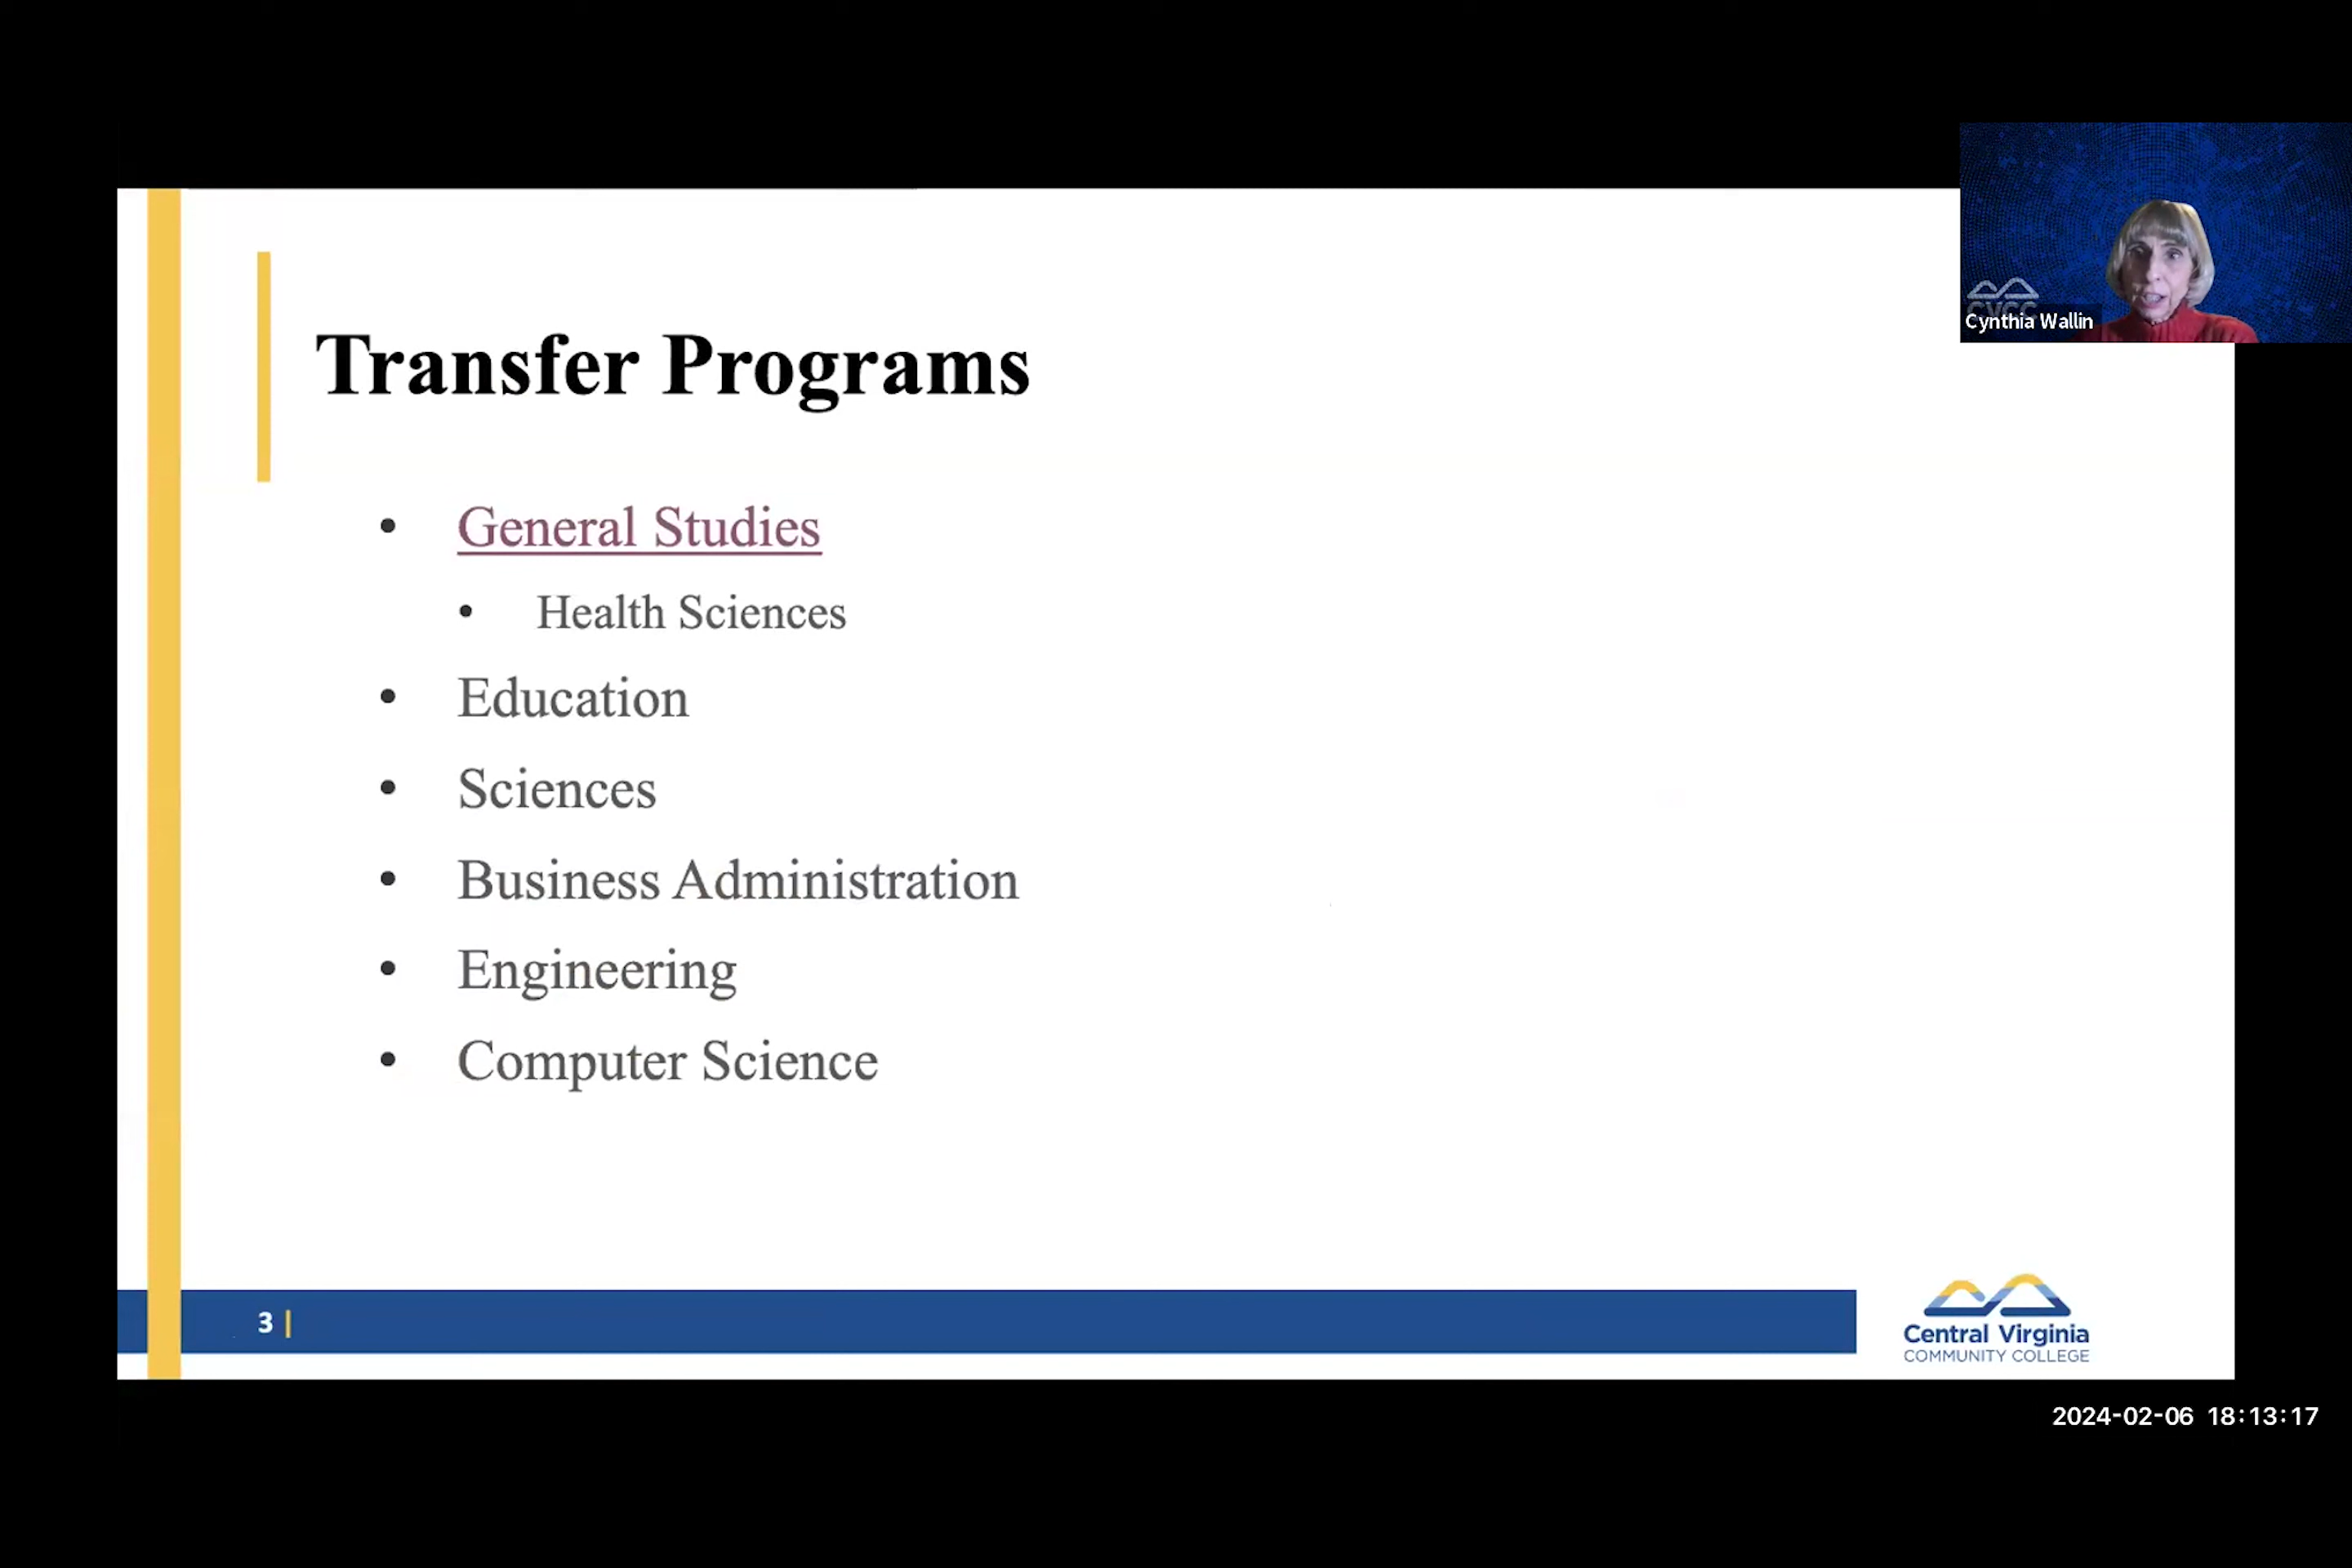 CVCC
Cynthia Wallin
Transfer Programs
• General Studies
• Health Sciences
• Education
• Sciences
• Business Administration
• Engineering
• Computer Science
3 |
Central Virginia
COMMUNITY COLLEGE
2024-02-06 18:13:17